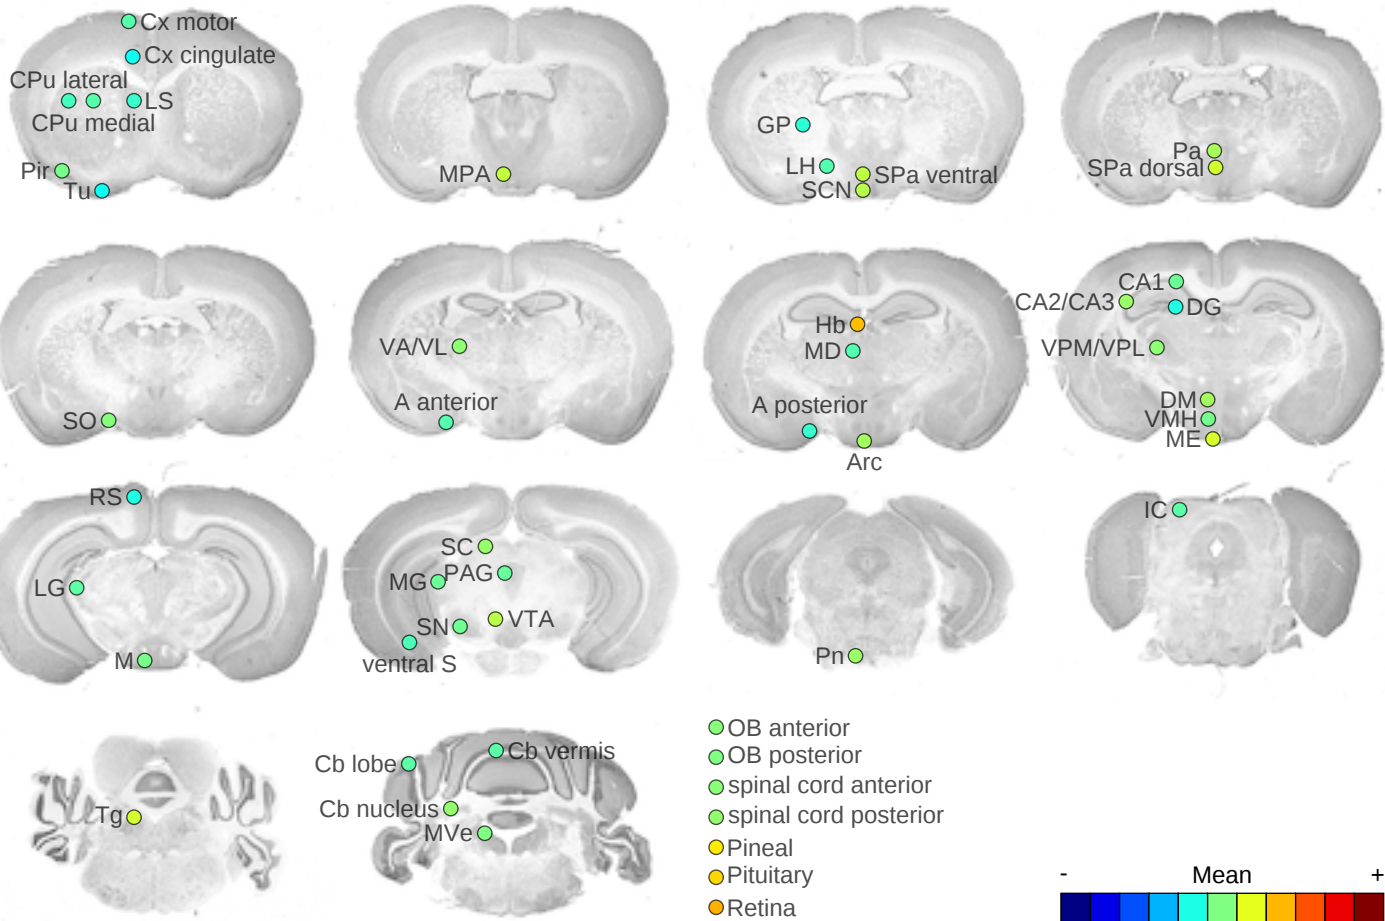 Cx motor
Cx cingulate
CPu lateral
LS
CPu medial
Pir
Tu
MPA
GP
LH
SPa ventral
SCN
Pa
SPa dorsal
SO
VA/VL
A anterior
Hb
MD
A posterior
Arc
CA1
CA2/CA3
DG
VPM/VPL
DM
VMH
ME
RS
LG
M
SC
MG
PAG
SN
VTA
ventral S
Pn
IC
Tg
Cb lobe
Cb vermis
Cb nucleus
MVe
OB anterior
OB posterior
spinal cord anterior
spinal cord posterior
Pineal
Pituitary
Retina
- Mean +